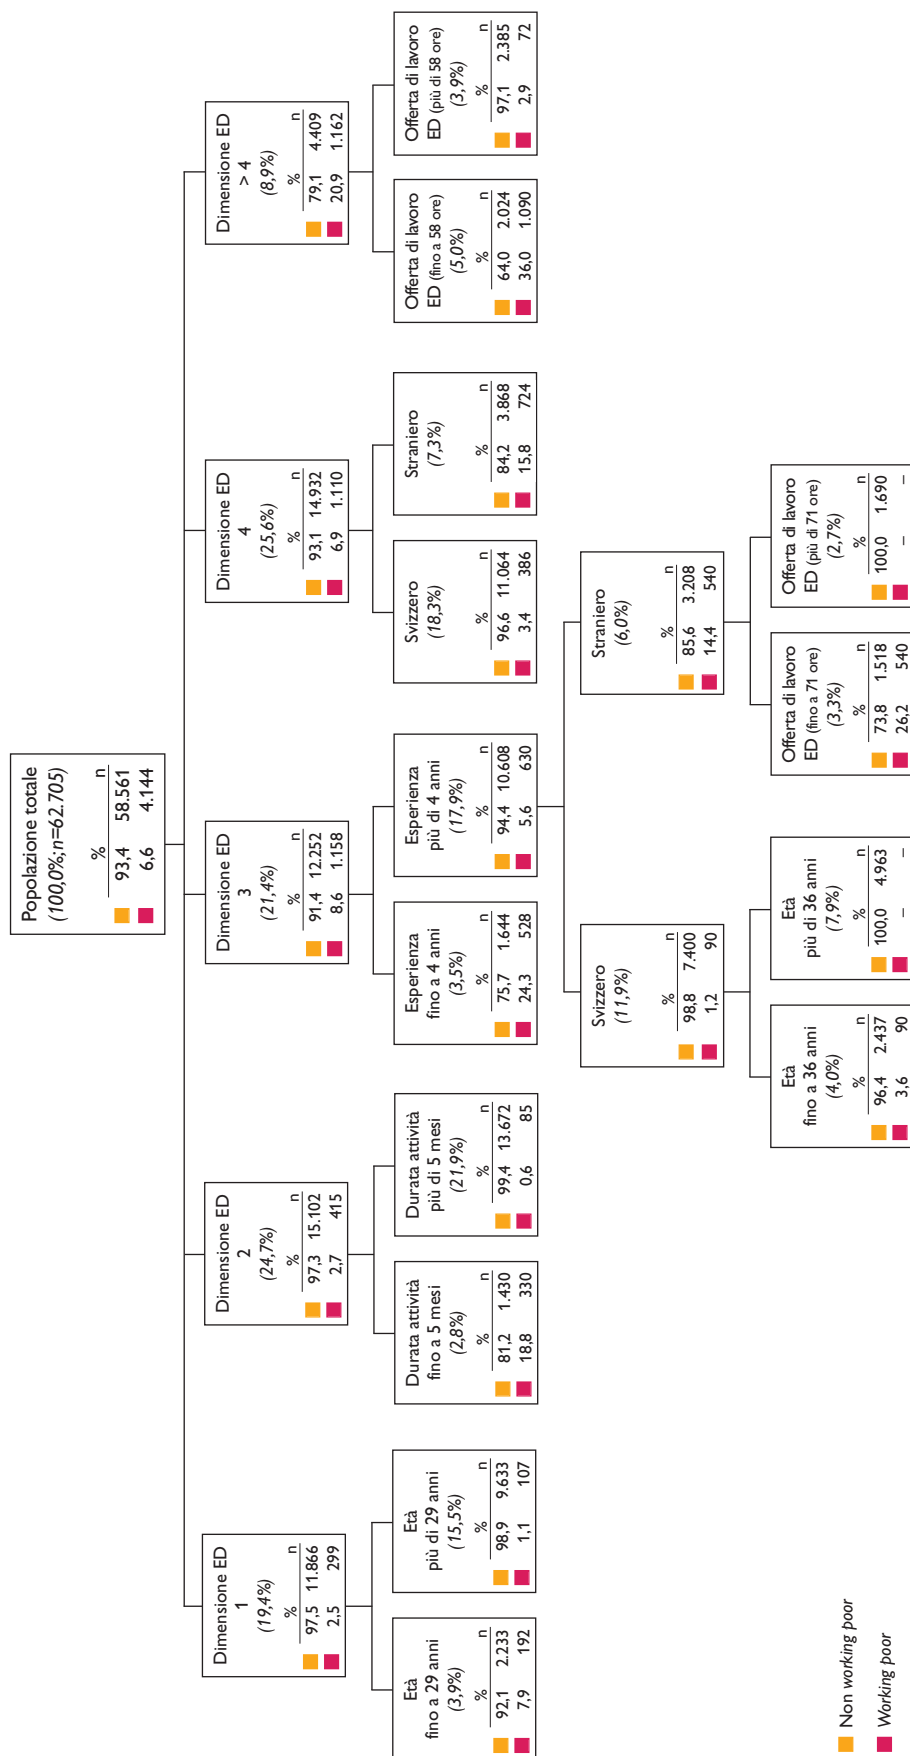 Popolazione totale
(100,0%;n=62.705)
% n
93,4 58.561
6,6 4.144
Dimensione ED
1
(19,4%)
% n
97,5 11.866
2,5 299
Dimensione ED
2
(24,7%)
% n
97,3 15.102
2,7 415
Dimensione ED
3
(21,4%)
% n
91,4 12.252
8,6 1.158
Dimensione ED
4
(25,6%)
% n
93,1 14.932
6,9 1.110
Dimensione ED
> 4
(8,9%)
% n
79,1 4.409
20,9 1.162
Età
fino a 29 anni
(3,9%)
% n
92,1 2.233
7,9 192
Età
più di 29 anni
(15,5%)
% n
98,9 9.633
1,1 107
Durata attività
fino a 5 mesi
(2,8%)
% n
81,2 1.430
18,8 330
Durata attività
più di 5 mesi
(21,9%)
% n
99,4 13.672
0,6 85
Esperienza
fino a 4 anni
(3,5%)
% n
75,7 1.644
24,3 528
Esperienza
più di 4 anni
(17,9%)
% n
94,4 10.608
5,6 630
Svizzero
(18,3%)
% n
96,6 11.064
3,4 386
Straniero
(7,3%)
% n
84,2 3.868
15,8 724
Offerta di lavoro
ED (fino a 58 ore)
(5,0%)
% n
64,0 2.024
36,0 1.090
Offerta di lavoro
ED (più di 58 ore)
(3,9%)
% n
97,1 2.385
2,9 72
Svizzero
(11,9%)
% n
98,8 7.400
1,2 90
Straniero
(6,0%)
% n
85,6 3.208
14,4 540
Età
fino a 36 anni
(4,0%)
% n
96,4 2.437
3,6 90
Età
più di 36 anni
(7,9%)
% n
100,0 4.963
– –
Offerta di lavoro
ED (fino a 71 ore)
(3,3%)
% n
73,8 1.518
26,2 540
Offerta di lavoro
ED (più di 71 ore)
(2,7%)
% n
100,0 1.690
– –
Non working poor
Working poor